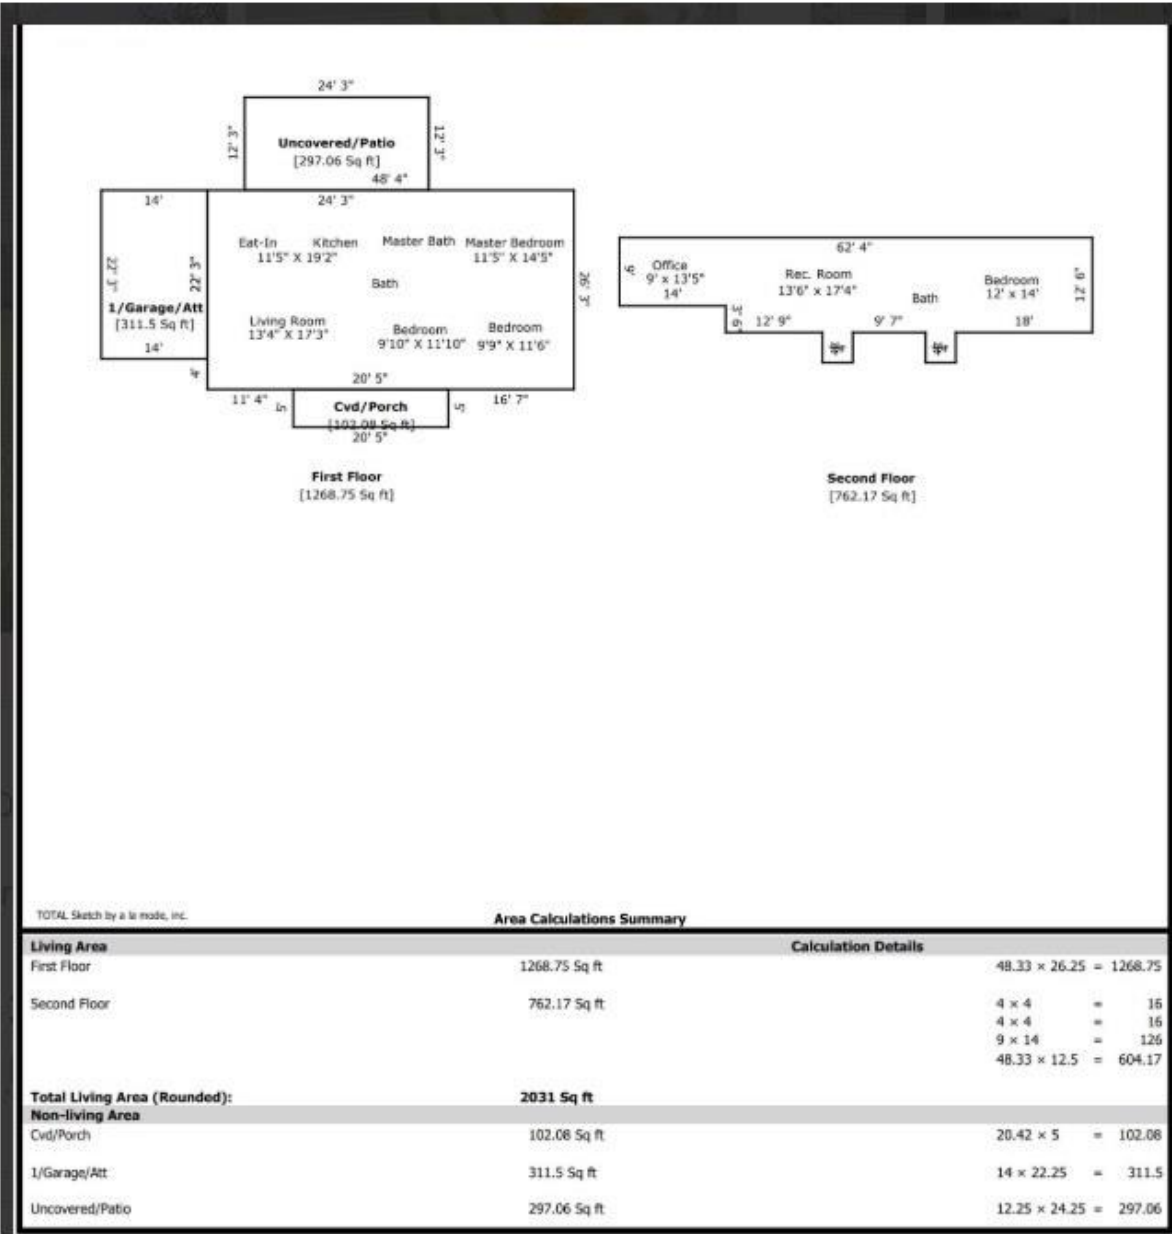 24' 3"
12' 3"
12' 3"
Uncovered/Patio
[297.06 Sq ft]
48' 4"
14'
24' 3"
Eat-In Kitchen
11'5" X 19'2"
Master Bath
Master Bedroom
11'5" X 14'5"
Bath
22' 3"
22' 3"
26' 3"
1/Garage/Att
[311.5 Sq ft]
14'
4'
Living Room
13'4" X 17'3"
Bedroom
9'10" X 11'10"
Bedroom
9'9" X 11'6"
20' 5"
11' 4"
5'
Cvd/Porch
[102.08 Sq ft]
5'
16' 7"
20' 5"
First Floor
[1268.75 Sq ft]
62' 4"
9'
Office
9' x 13'5"
14'
Rec. Room
13'6" x 17'4"
Bath
Bedroom
12' x 14'
12' 6"
3' 6"
12' 9"
9' 7"
18'
Second Floor
[762.17 Sq ft]
TOTAL Sketch by a la mode, inc.
Area Calculations Summary
Living Area Calculation Details
First Floor 1268.75 Sq ft 48.33 × 26.25 = 1268.75
Second Floor 762.17 Sq ft 4 × 4 = 16
4 × 4 = 16
9 × 14 = 126
48.33 × 12.5 = 604.17
Total Living Area (Rounded): 2031 Sq ft
Non-living Area
Cvd/Porch 102.08 Sq ft 20.42 × 5 = 102.08
1/Garage/Att 311.5 Sq ft 14 × 22.25 = 311.5
Uncovered/Patio 297.06 Sq ft 12.25 × 24.25 = 297.06